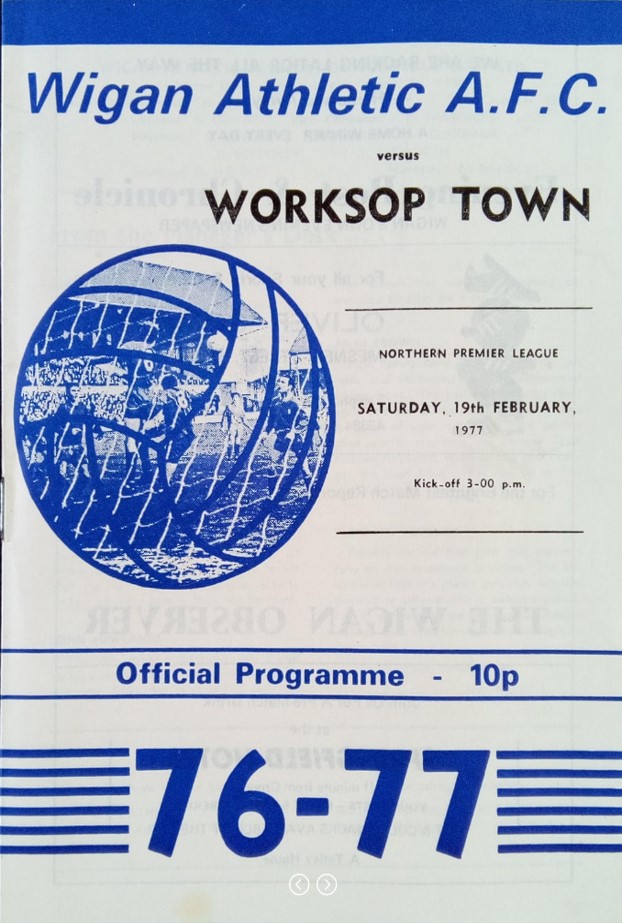 Wigan Athletic A.F.C.
versus
WORKSOP TOWN
NORTHERN PREMIER LEAGUE
SATURDAY, 19th FEBRUARY,
1977
Kick-off 3-00 p.m.
Official Programme - 10p
76-77